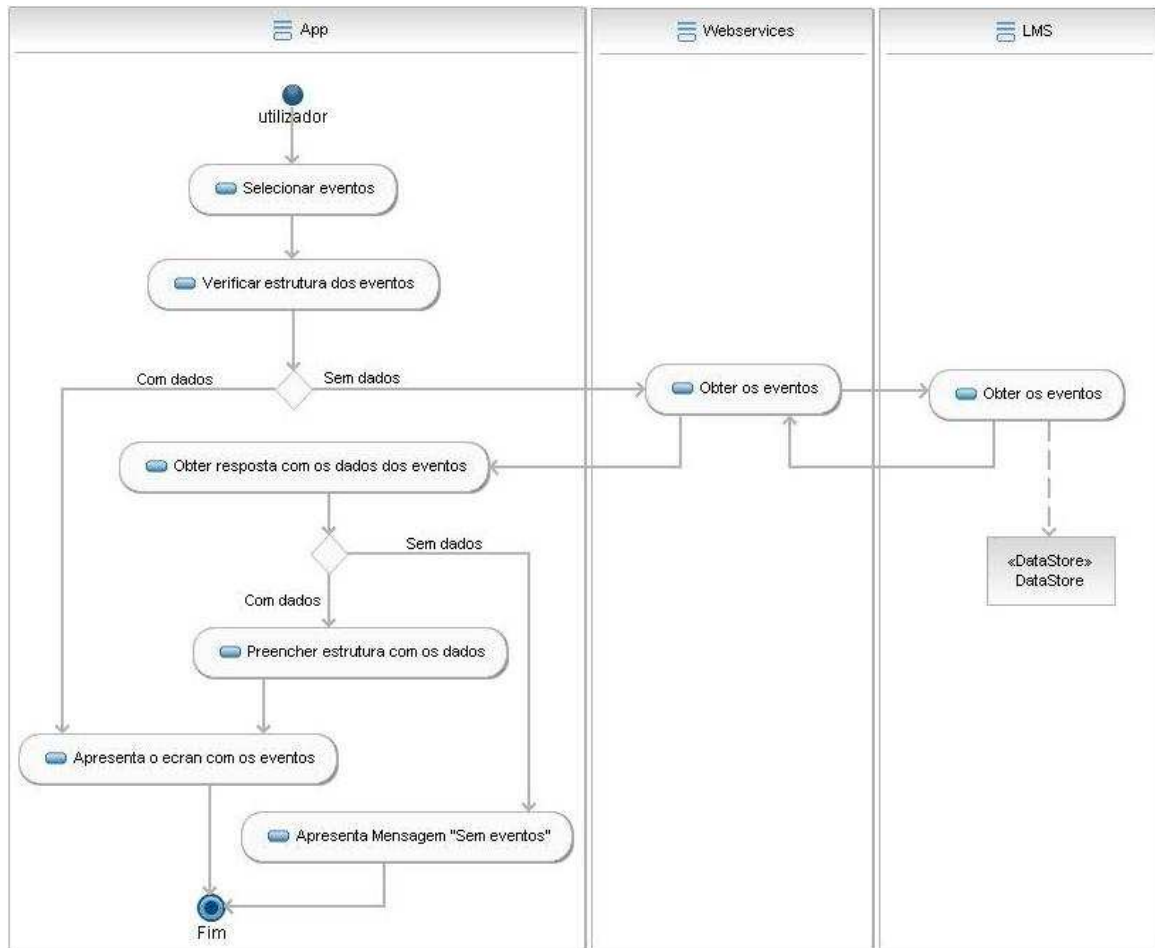 App
Webservices
LMS
utilizador
Selecionar eventos
Verificar estrutura dos eventos
Com dados
Sem dados
Obter os eventos
Obter os eventos
Obter resposta com os dados dos eventos
Sem dados
«DataStore»
DataStore
Com dados
Preencher estrutura com os dados
Apresenta o ecran com os eventos
Apresenta Mensagem "Sem eventos"
Fim